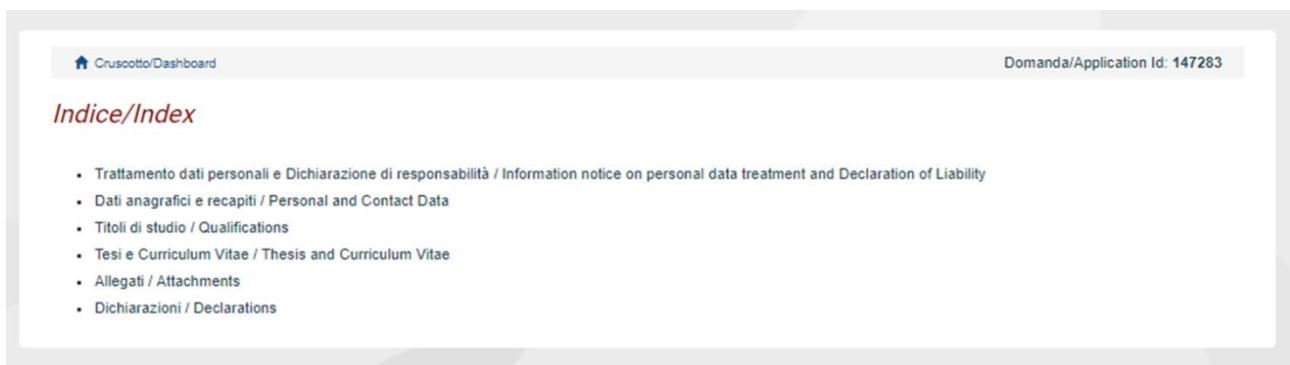 Cruscotto/Dashboard
Domanda/Application Id: 147283
Indice/Index
Trattamento dati personali e Dichiarazione di responsabilità / Information notice on personal data treatment and Declaration of Liability
Dati anagrafici e recapiti / Personal and Contact Data
Titoli di studio / Qualifications
Tesi e Curriculum Vitae / Thesis and Curriculum Vitae
Allegati / Attachments
Dichiarazioni / Declarations